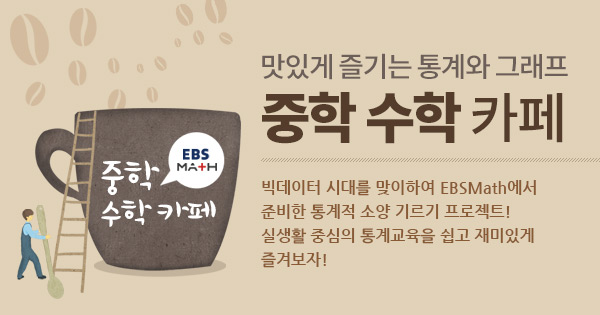 맛있게 즐기는 통계와 그래프
중학 수학 카페
빅데이터 시대를 맞이하여 EBSMath에서
준비한 통계적 소양 기르기 프로젝트!
실생활 중심의 통계교육을 쉽고 재미있게
즐겨보자!
EBS
MATH
중학
수학 카페